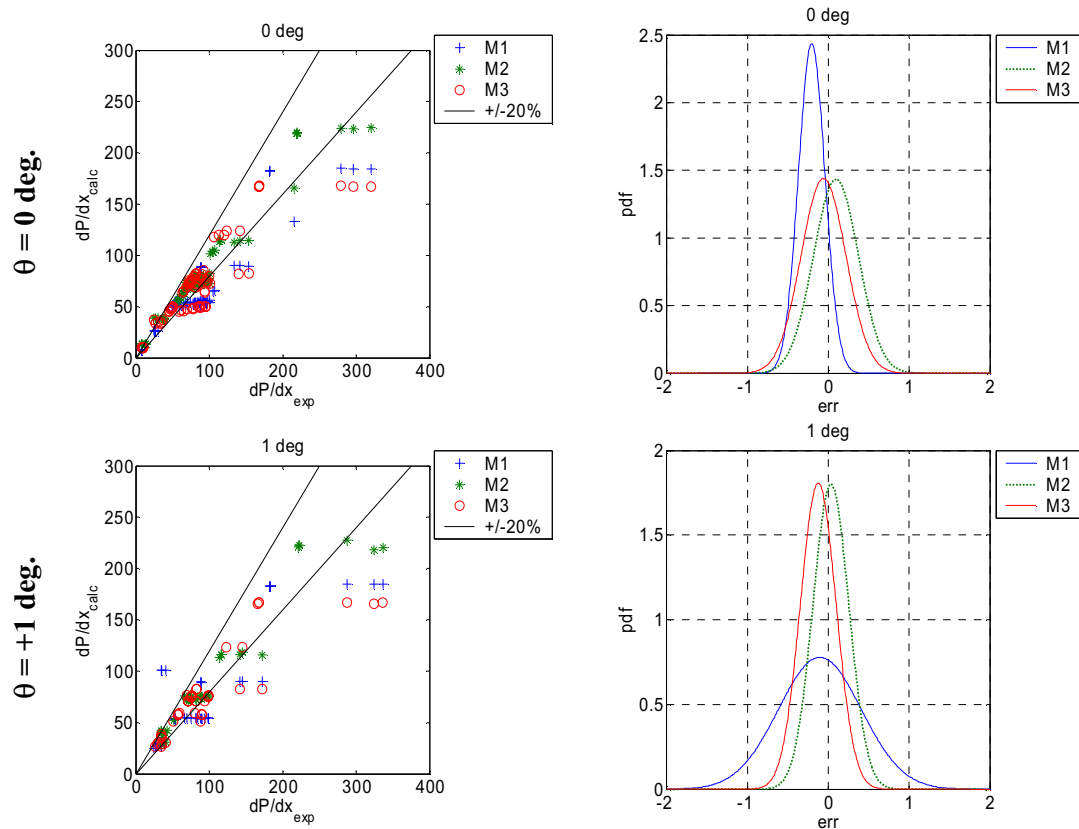 θ = 0 deg.
0 deg
300
250
200
150
100
50
0
0 100 200 300 400
dP/dx_calc
dP/dx_exp
M1
M2
M3
+/-20%
0 deg
2.5
2
1.5
1
0.5
0
-2 -1 0 1 2
pdf
err
M1
M2
M3
θ = +1 deg.
1 deg
300
250
200
150
100
50
0
0 100 200 300 400
dP/dx_calc
dP/dx_exp
M1
M2
M3
+/-20%
1 deg
2
1.5
1
0.5
0
-2 -1 0 1 2
pdf
err
M1
M2
M3